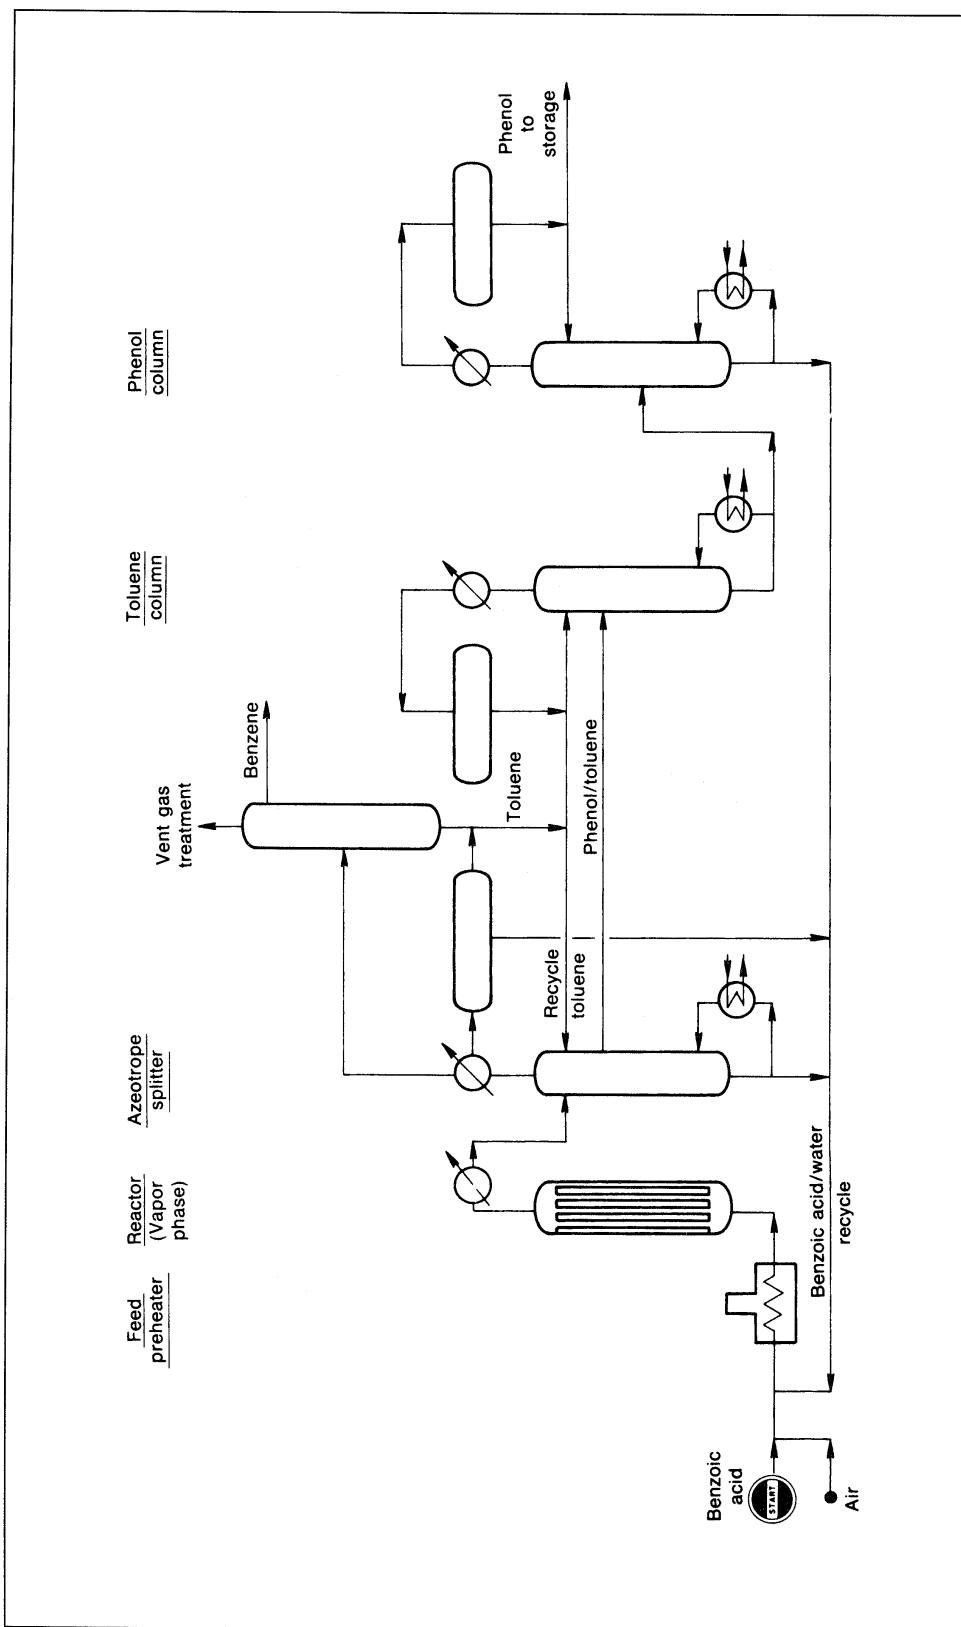 Feed
preheater
Reactor
(Vapor
phase)
Azeotrope
splitter
Toluene
column
Phenol
column
Vent gas
treatment
Benzene
Toluene
Recycle
toluene
Phenol/toluene
Phenol
to
storage
Benzoic
acid
START
Air
Benzoic acid/water
recycle